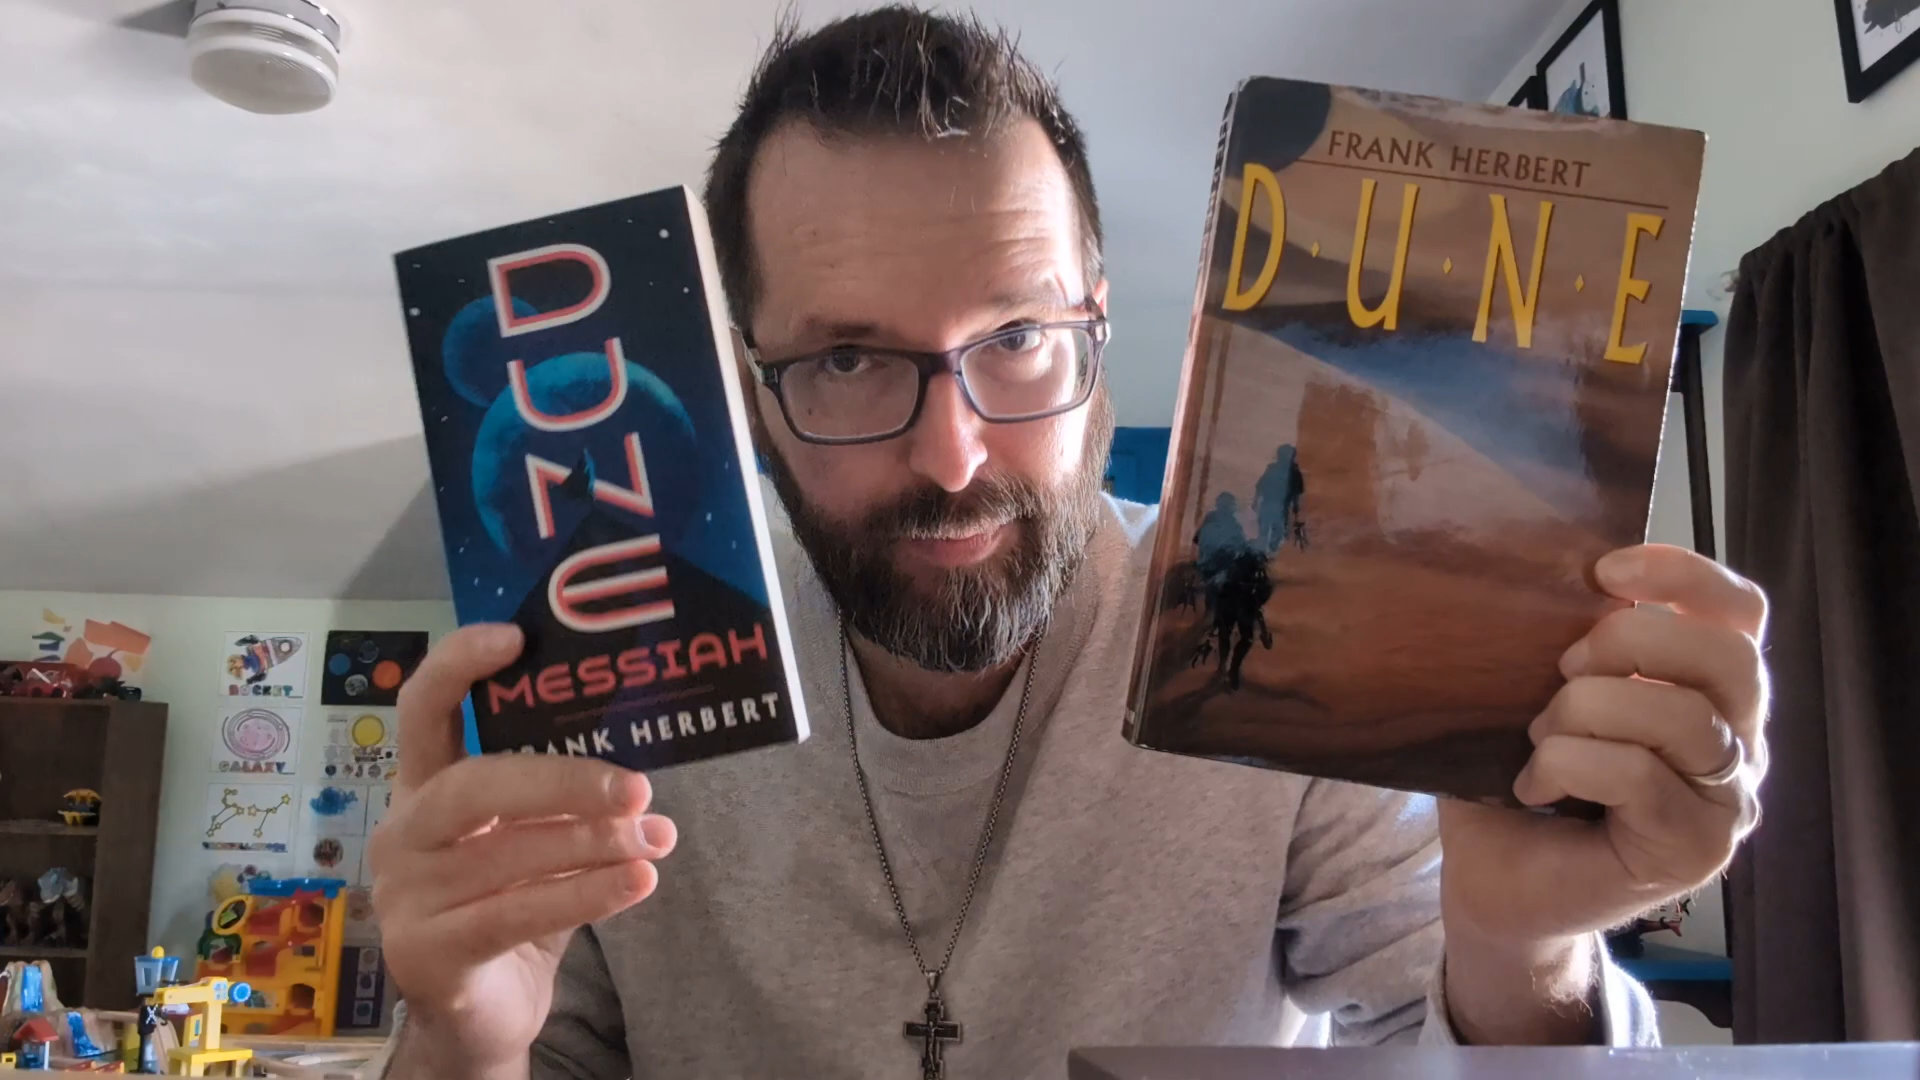 DUNE
MESSIAH
FRANK HERBERT
FRANK HERBERT
D·U·N·E
ROCKET
GALAXY